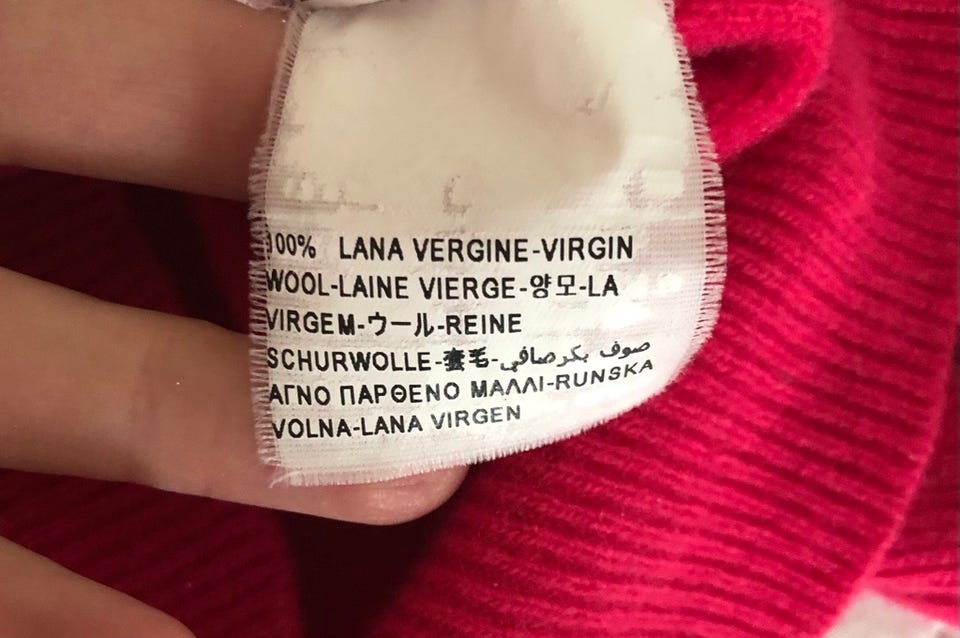 100% LANA VERGINE-VIRGIN
WOOL-LAINE VIERGE-양모-LA
VIRGEM-ウール-REINE
SCHURWOLLE-羊毛-صوف بكر صافي
ΑΓΝΟ ΠΑΡΘΕΝΟ ΜΑΛΛΙ-RUNSKA
VOLNA-LANA VIRGEN